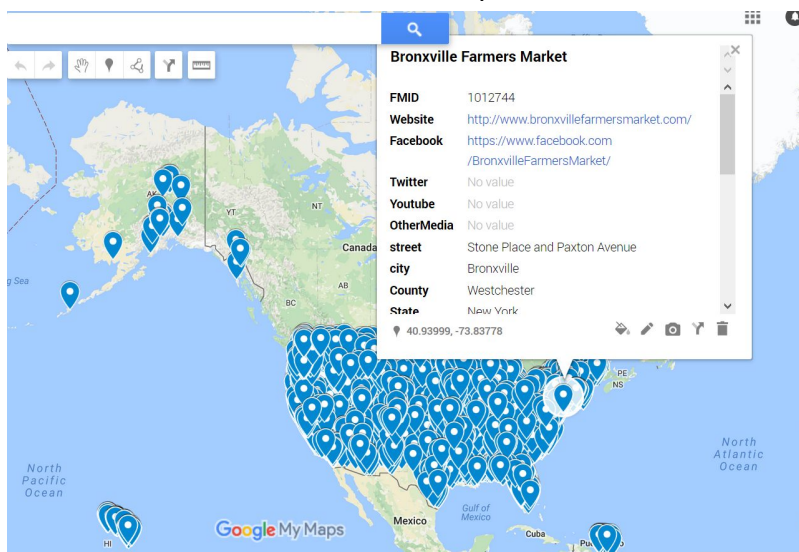 Bronxville Farmers Market
FMID 1012744
Website http://www.bronxvillefarmersmarket.com/
Facebook https://www.facebook.com
/BronxvilleFarmersMarket/
Twitter No value
Youtube No value
OtherMedia No value
street Stone Place and Paxton Avenue
city Bronxville
County Westchester
State New York
40.93999, -73.83778
AK
YT
NT
Canada
AB
BC
g Sea
PE
NS
North
Pacific
Ocean
North
Atlantic
Ocean
Gulf of
Mexico
Mexico
Cuba
HI
Google My Maps